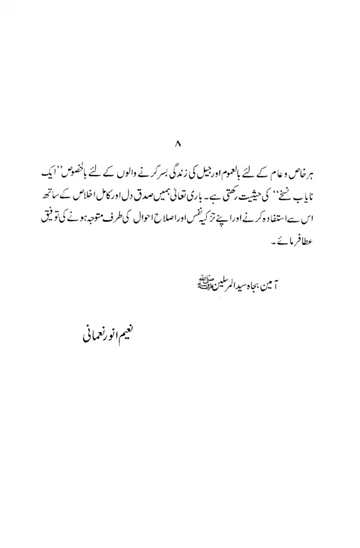 ۸
ہر خاص و عام کے لئے بالعموم اور جیل کی زندگی بسر کرنے والوں کے لئے بالخصوص ’’ایک
نایاب نسخے‘‘ کی حیثیت رکھتی ہے۔ باری تعالیٰ ہمیں صدق دل اور کامل اخلاص کے ساتھ
اس سے استفادہ کرنے اور اپنے تزکیہ نفس اور اصلاح احوال کی طرف متوجہ ہونے کی توفیق
عطا فرمائے۔
آمین بجاہ سید المرسلین ﷺ
نعیم انور نعمانی